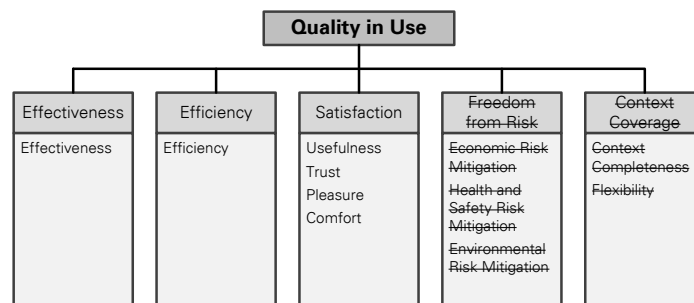 Quality in Use
Effectiveness
Effectiveness
Efficiency
Efficiency
Satisfaction
Usefulness
Trust
Pleasure
Comfort
Freedom
from Risk
Economic Risk
Mitigation
Health and
Safety Risk
Mitigation
Environmental
Risk Mitigation
Context
Coverage
Context
Completeness
Flexibility